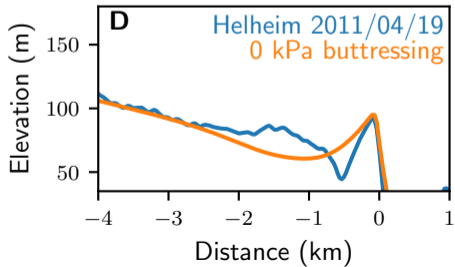 D
Helheim 2011/04/19
0 kPa buttressing
Elevation (m)
150
100
50
−4 −3 −2 −1 0 1
Distance (km)